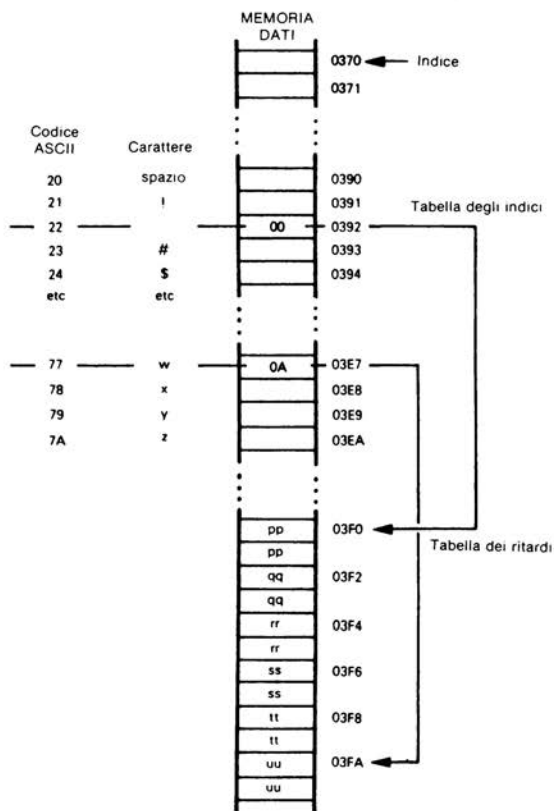 MEMORIA
DATI
0370 Indice
0371
Codice
ASCII Carattere
20 spazio 0390
21 ! 0391
Tabella degli indici
22 00 0392
23 # 0393
24 $ 0394
etc etc
77 w 0A 03E7
78 x 03E8
79 y 03E9
7A z 03EA
pp 03F0
pp Tabella dei ritardi
qq 03F2
qq
rr 03F4
rr
ss 03F6
ss
tt 03F8
tt
uu 03FA
uu